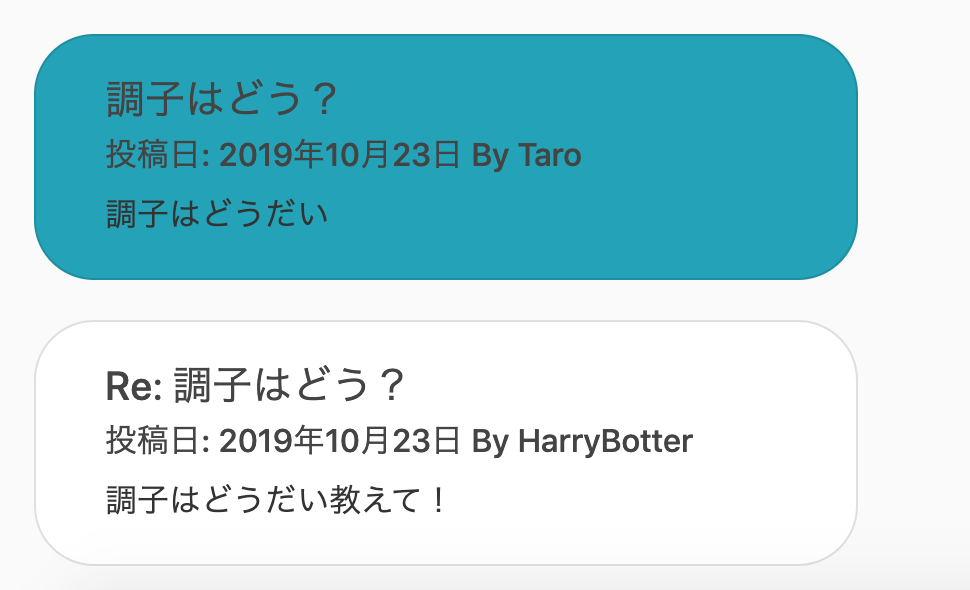 調子はどう？
投稿日: 2019年10月23日 By Taro
調子はどうだい
Re: 調子はどう？
投稿日: 2019年10月23日 By HarryBotter
調子はどうだい教えて！